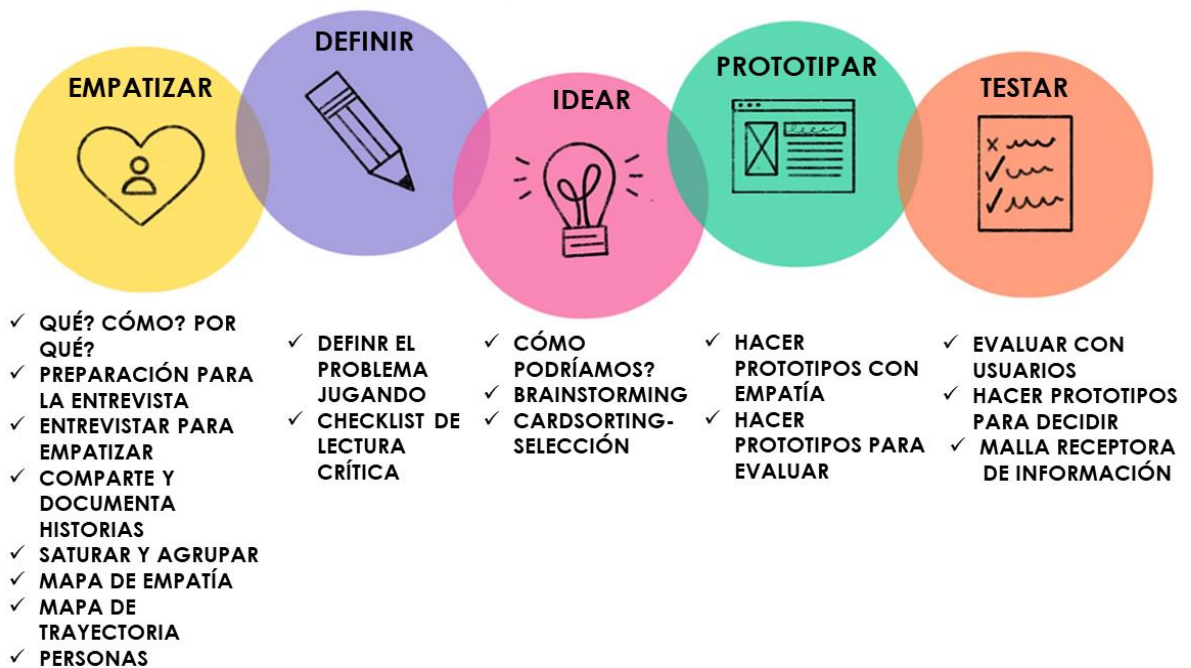 EMPATIZAR
✓ QUÉ? CÓMO? POR
QUÉ?
✓ PREPARACIÓN PARA
LA ENTREVISTA
✓ ENTREVISTAR PARA
EMPATIZAR
✓ COMPARTE Y
DOCUMENTA
HISTORIAS
✓ SATURAR Y AGRUPAR
✓ MAPA DE EMPATÍA
✓ MAPA DE
TRAYECTORIA
✓ PERSONAS
DEFINIR
✓ DEFINR EL
PROBLEMA
JUGANDO
✓ CHECKLIST DE
LECTURA
CRÍTICA
IDEAR
✓ CÓMO
PODRÍAMOS?
✓ BRAINSTORMING
✓ CARDSORTING-
SELECCIÓN
PROTOTIPAR
✓ HACER
PROTOTIPOS CON
EMPATÍA
✓ HACER
PROTOTIPOS PARA
EVALUAR
TESTAR
✓ EVALUAR CON
USUARIOS
✓ HACER PROTOTIPOS
PARA DECIDIR
✓ MALLA RECEPTORA
DE INFORMACIÓN